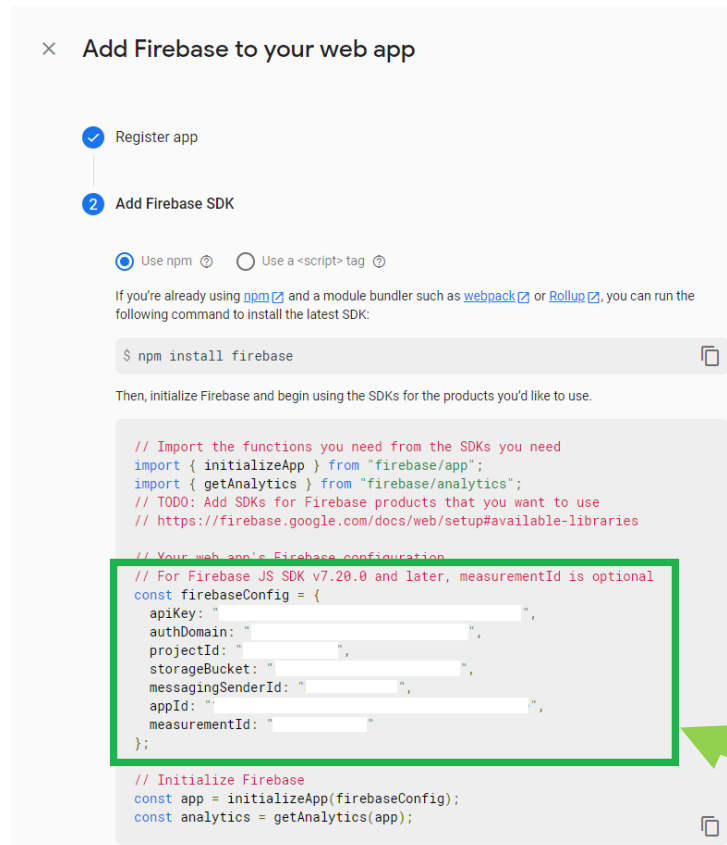 Add Firebase to your web app
Register app
2 Add Firebase SDK
Use npm Use a <script> tag
If you're already using npm and a module bundler such as webpack or Rollup, you can run the
following command to install the latest SDK:
$ npm install firebase
Then, initialize Firebase and begin using the SDKs for the products you'd like to use.
// Import the functions you need from the SDKs you need
import { initializeApp } from "firebase/app";
import { getAnalytics } from "firebase/analytics";
// TODO: Add SDKs for Firebase products that you want to use
// https://firebase.google.com/docs/web/setup#available-libraries
// Your web app's Firebase configuration
// For Firebase JS SDK v7.20.0 and later, measurementId is optional
const firebaseConfig = {
apiKey: "",
authDomain: "",
projectId: "",
storageBucket: "",
messagingSenderId: "",
appId: "",
measurementId: ""
};
// Initialize Firebase
const app = initializeApp(firebaseConfig);
const analytics = getAnalytics(app);